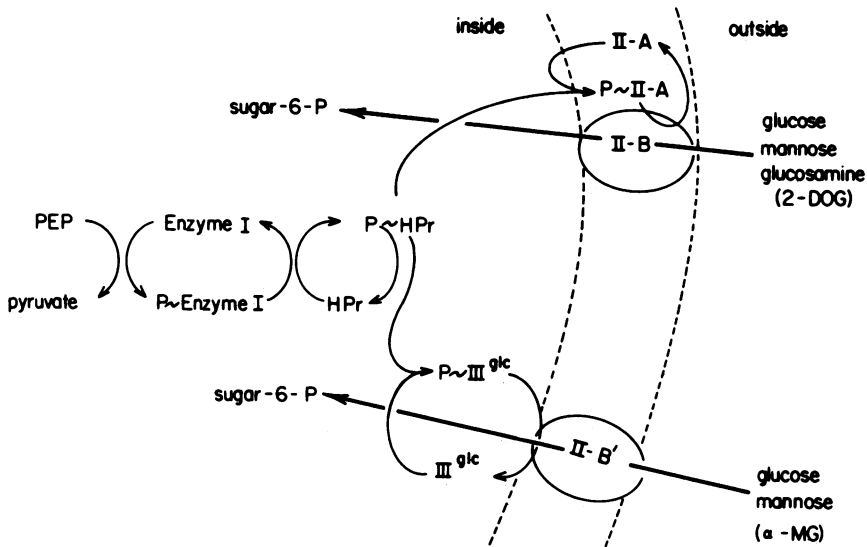 inside
outside
II-A
P~II-A
sugar-6-P
II-B
glucose
mannose
glucosamine
(2-DOG)
PEP
Enzyme I
P~HPr
pyruvate
P~Enzyme I
HPr
P~III glc
sugar-6-P
III glc
II-B'
glucose
mannose
(α-MG)